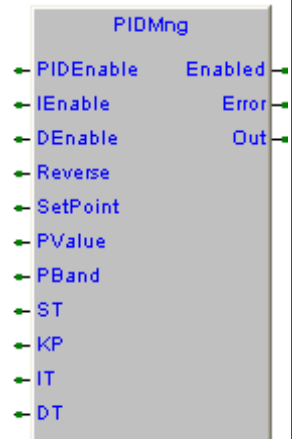 PIDMng
PIDEnable Enabled
IEnable Error
DEnable Out
Reverse
SetPoint
PValue
PBand
ST
KP
IT
DT